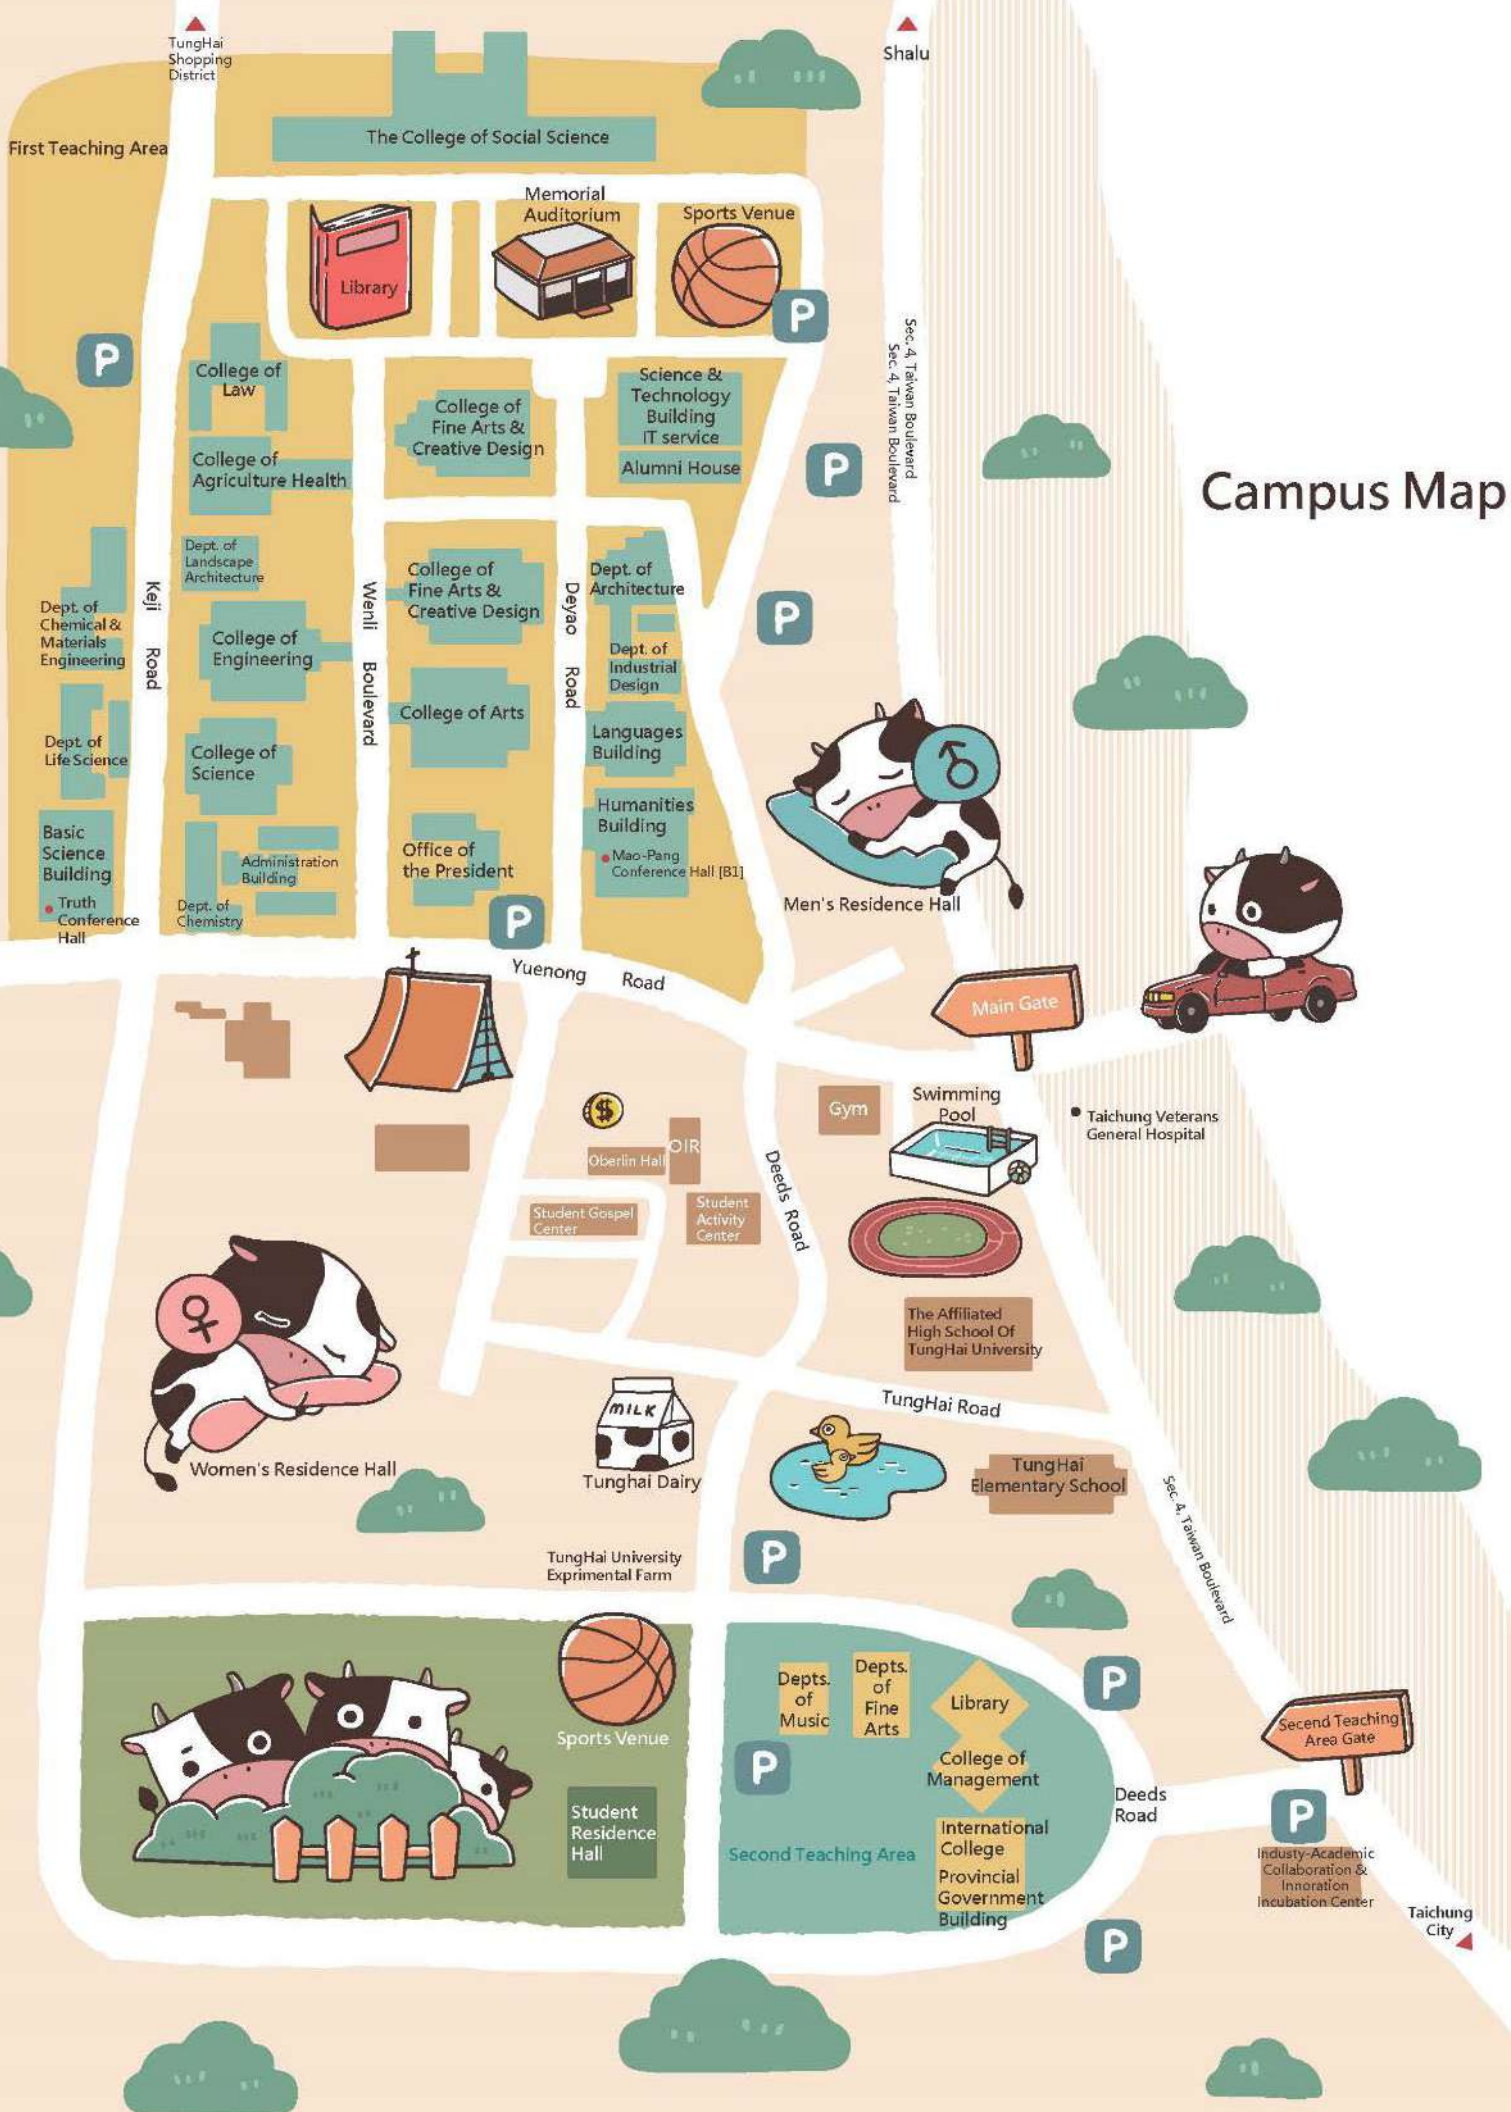 TungHai
Shopping
District
Shalu
First Teaching Area
The College of Social Science
Library
Memorial
Auditorium
Sports Venue
P
P
College of
Law
College of
Fine Arts &
Creative Design
Science &
Technology
Building
IT service
Alumni House
College of
Agriculture Health
P
Sec. 4, Taiwan Boulevard
Sec. 4, Taiwan Boulevard
Campus Map
Dept. of
Landscape
Architecture
College of
Fine Arts &
Creative Design
Dept. of
Architecture
P
Dept. of
Chemical &
Materials
Engineering
Keji Road
College of
Engineering
Wenli Boulevard
Deyao Road
Dept. of
Industrial
Design
College of Arts
Languages
Building
Dept. of
Life Science
College of
Science
Humanities
Building
Mao-Pang
Conference Hall [B1]
Basic
Science
Building
Truth
Conference
Hall
Administration
Building
Dept. of
Chemistry
Office of
the President
P
Men's Residence Hall
Yuenong Road
Main Gate
Gym
Swimming
Pool
Taichung Veterans
General Hospital
$
Oberlin Hall
OIR
Student Gospel
Center
Student
Activity
Center
Deeds Road
The Affiliated
High School Of
TungHai University
TungHai Road
MILK
Tunghai Dairy
Women's Residence Hall
TungHai
Elementary School
Sec. 4, Taiwan Boulevard
P
TungHai University
Exprimental Farm
Sports Venue
Student
Residence
Hall
Depts.
of
Music
Depts.
of
Fine
Arts
Library
P
College of
Management
P
Second Teaching Area
International
College
Provincial
Government
Building
Deeds
Road
P
Secend Teaching
Area Gate
P
Industy-Academic
Collaboration &
Innoration
Incubation Center
Taichung
City